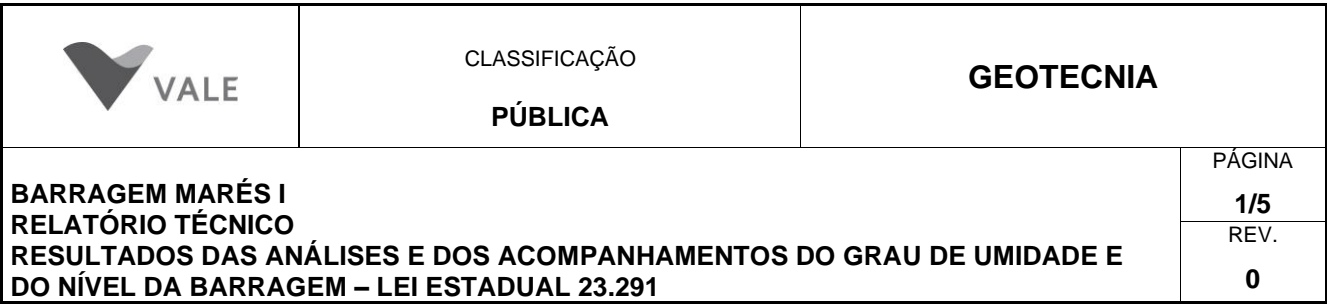 VALE
CLASSIFICAÇÃO
PÚBLICA
GEOTECNIA
BARRAGEM MARÉS I
RELATÓRIO TÉCNICO
RESULTADOS DAS ANÁLISES E DOS ACOMPANHAMENTOS DO GRAU DE UMIDADE E
DO NÍVEL DA BARRAGEM – LEI ESTADUAL 23.291
PÁGINA
1/5
REV.
0